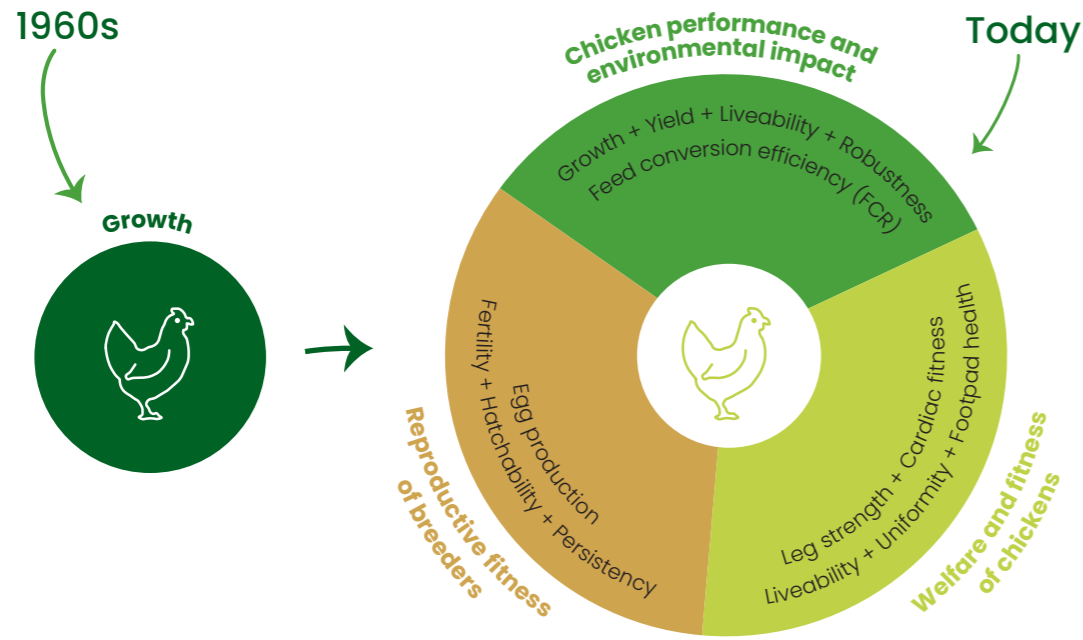 1960s
Growth
Today
Chicken performance and
environmental impact
Growth + Yield + Liveability + Robustness
Feed conversion efficiency (FCR)
Leg strength + Cardiac fitness
Liveability + Uniformity + Footpad health
Welfare and fitness
of chickens
Egg production
Fertility + Hatchability + Persistency
Reproductive fitness
of breeders